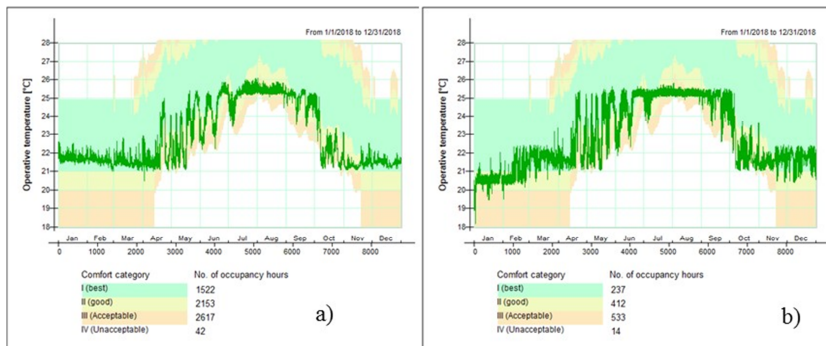 From 1/1/2018 to 12/31/2018
Operative temperature [°C]
28
27
26
25
24
23
22
21
20
19
18
Jan Feb Mar Apr May Jun Jul Aug Sep Oct Nov Dec
0 1000 2000 3000 4000 5000 6000 7000 8000
Comfort category No. of occupancy hours
I (best) 1522
II (good) 2153
III (Acceptable) 2617
IV (Unacceptable) 42
a)
From 1/1/2018 to 12/31/2018
Operative temperature [°C]
28
27
26
25
24
23
22
21
20
19
18
Jan Feb Mar Apr May Jun Jul Aug Sep Oct Nov Dec
0 1000 2000 3000 4000 5000 6000 7000 8000
Comfort category No. of occupancy hours
I (best) 237
II (good) 412
III (Acceptable) 533
IV (Unacceptable) 14
b)